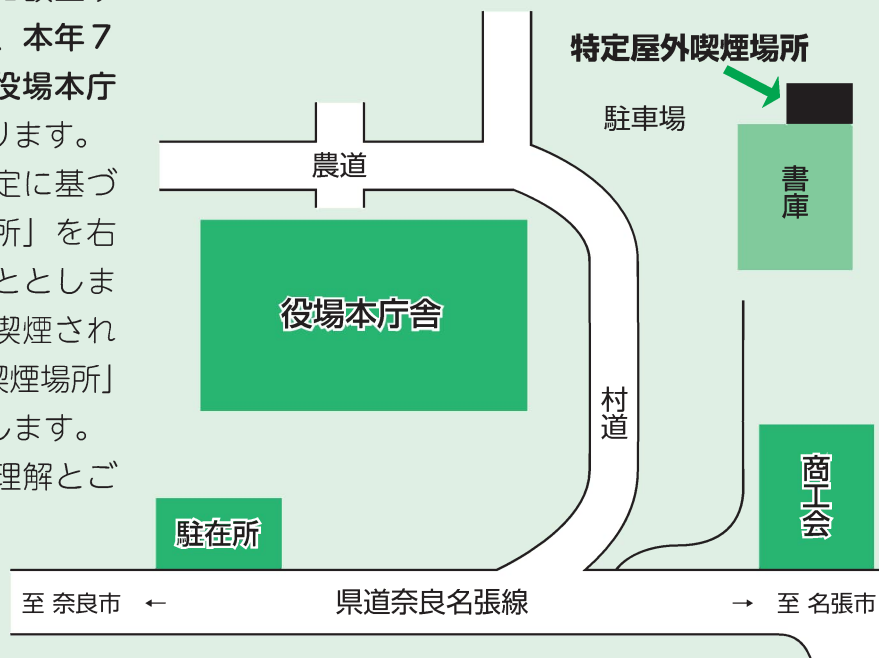 、本年７
役場本庁
ります。
定に基づ
所」を右
ととしま
喫煙され
煙場所」
します。
理解とご
特定屋外喫煙場所
駐車場
農道
書庫
役場本庁舎
村道
商工会
駐在所
至 奈良市 ←
県道奈良名張線
→ 至 名張市